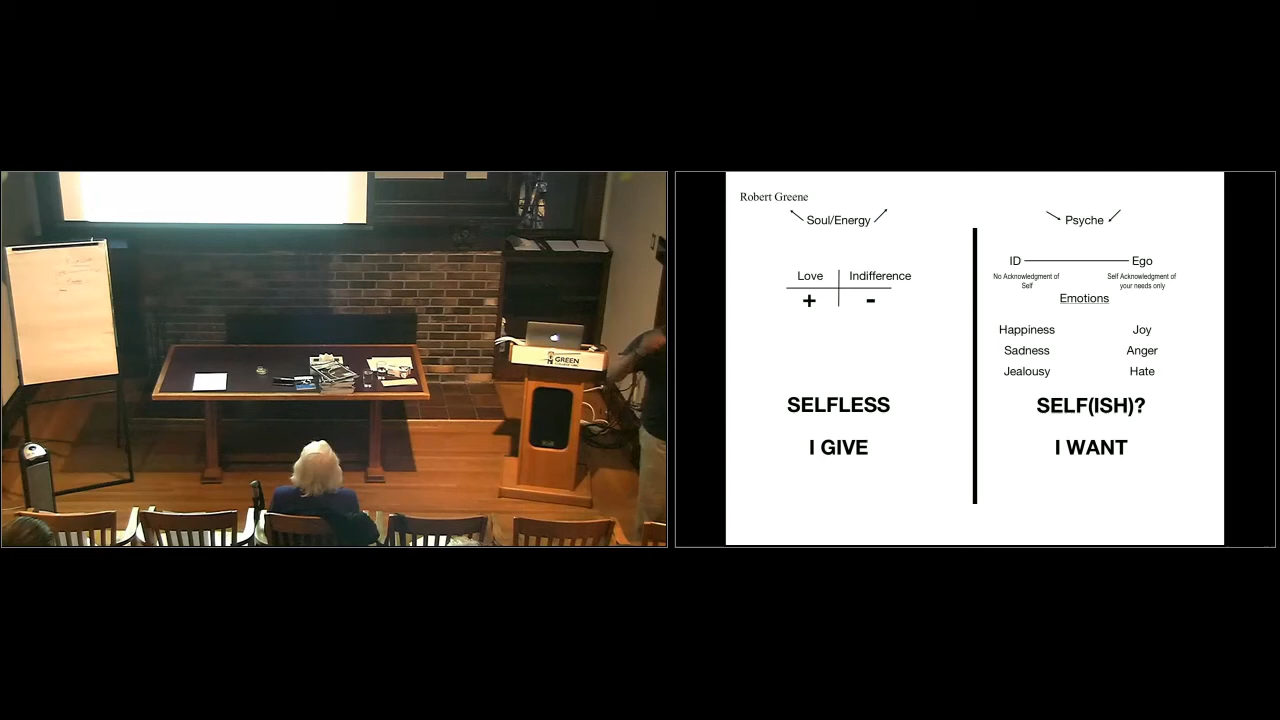 GREEN
Robert Greene
Soul/Energy
Love Indifference
+ -
SELFLESS
I GIVE
Psyche
ID Ego
No Acknowledgment of Self
Self Acknowledgment of your needs only
Emotions
Happiness Joy
Sadness Anger
Jealousy Hate
SELF(ISH)?
I WANT